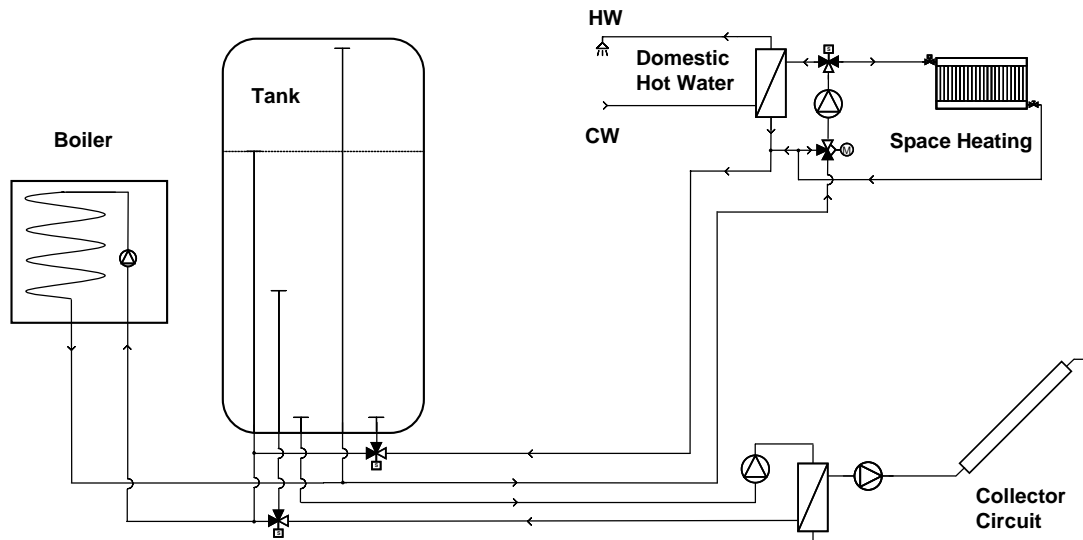 HW
Domestic
Hot Water
Tank
CW
Boiler
Space Heating
M
s
s
s
Collector
Circuit